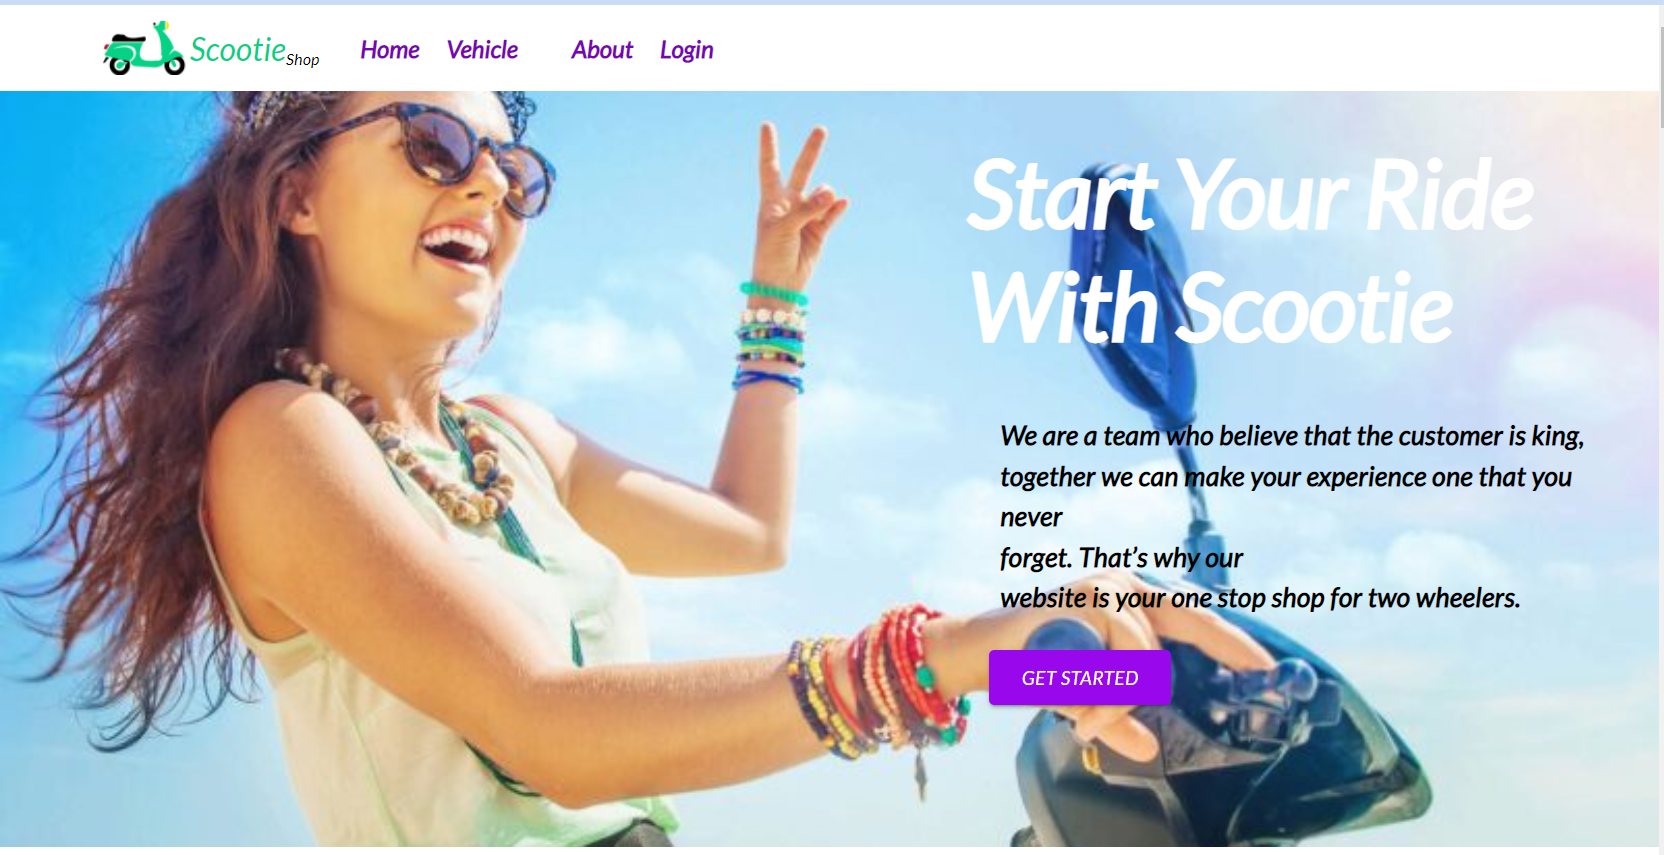 Scootie Shop Home Vehicle About Login
Start Your Ride
With Scootie
We are a team who believe that the customer is king,
together we can make your experience one that you
never
forget. That's why our
website is your one stop shop for two wheelers.
GET STARTED